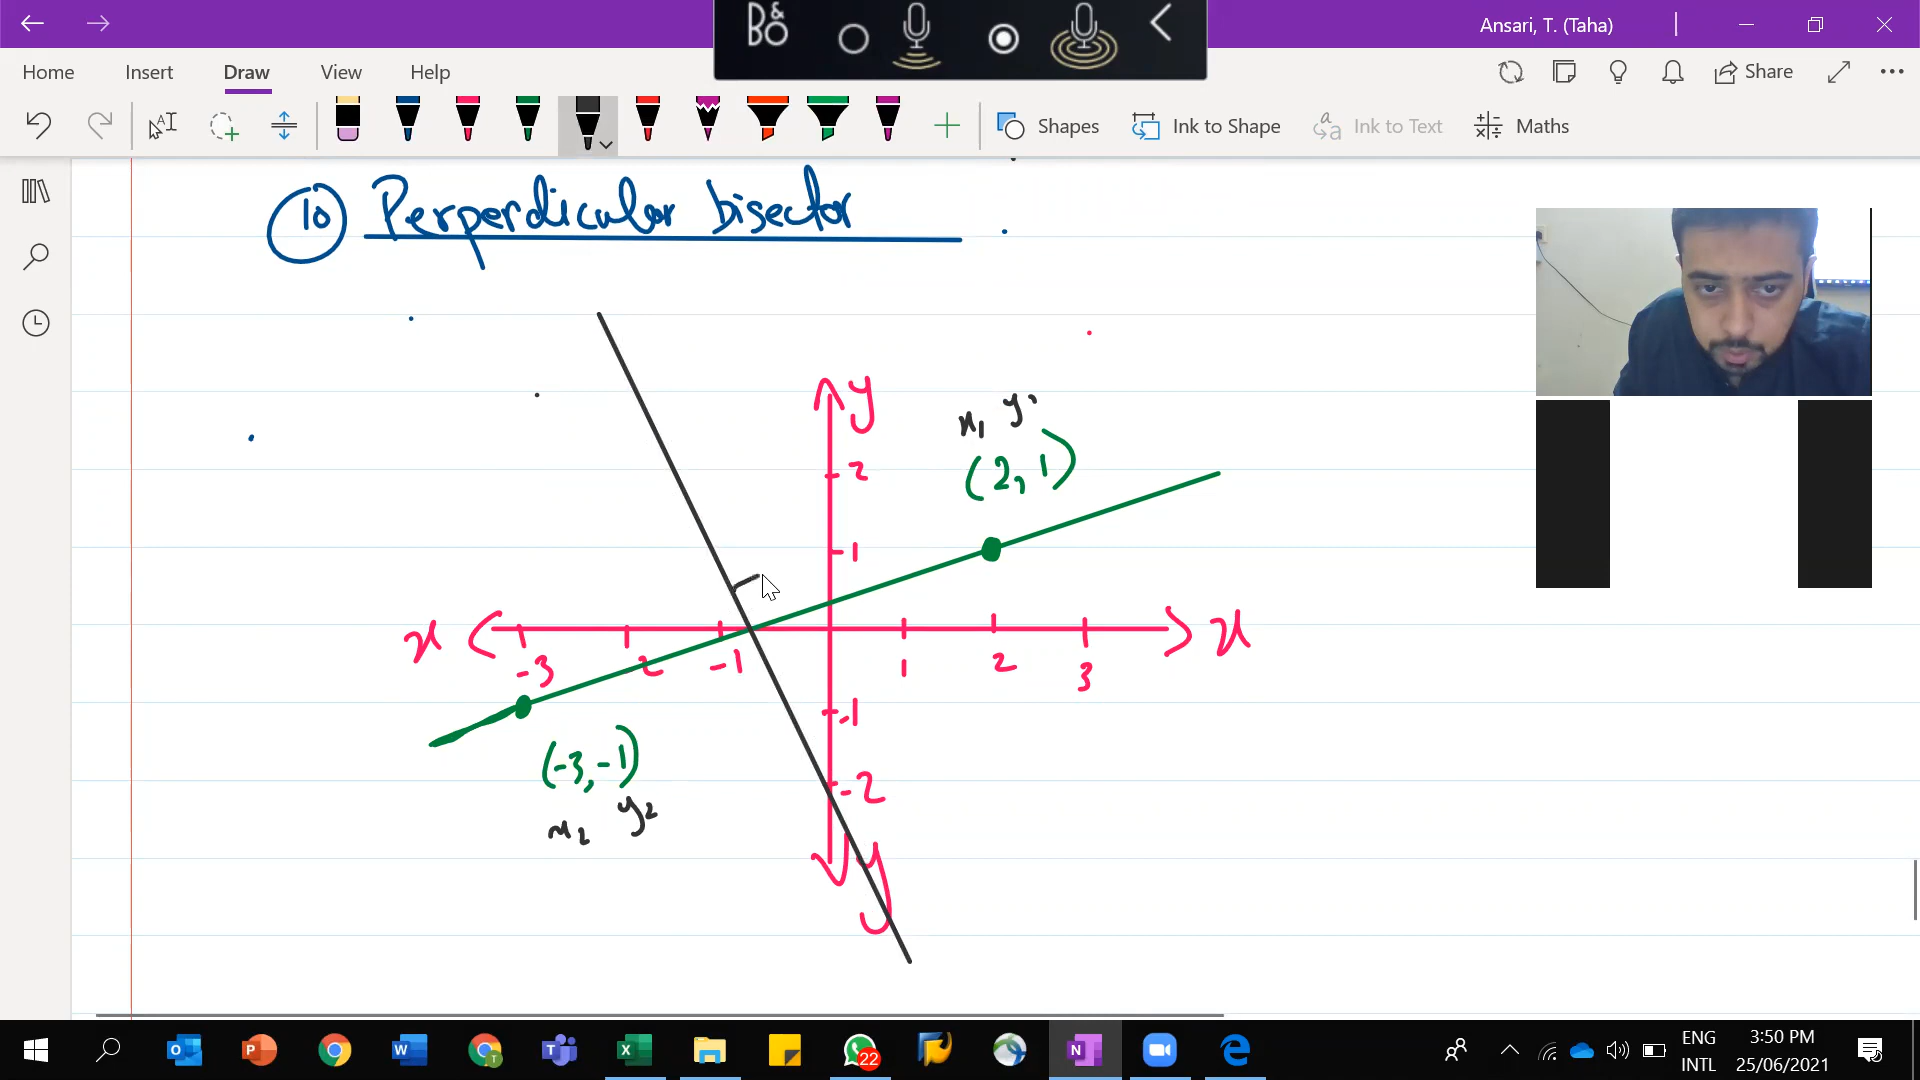 Ansari, T. (Taha)
B&O
Home Insert Draw View Help
Share
Shapes Ink to Shape Ink to Text Maths
10 Perperdicular bisector
y
x1 y1
(2, 1)
2
1
x -3 2 -1 1 2 3 x
-1
(-3, -1)
x2 y2
-2
y
22
ENG
INTL
3:50 PM
25/06/2021